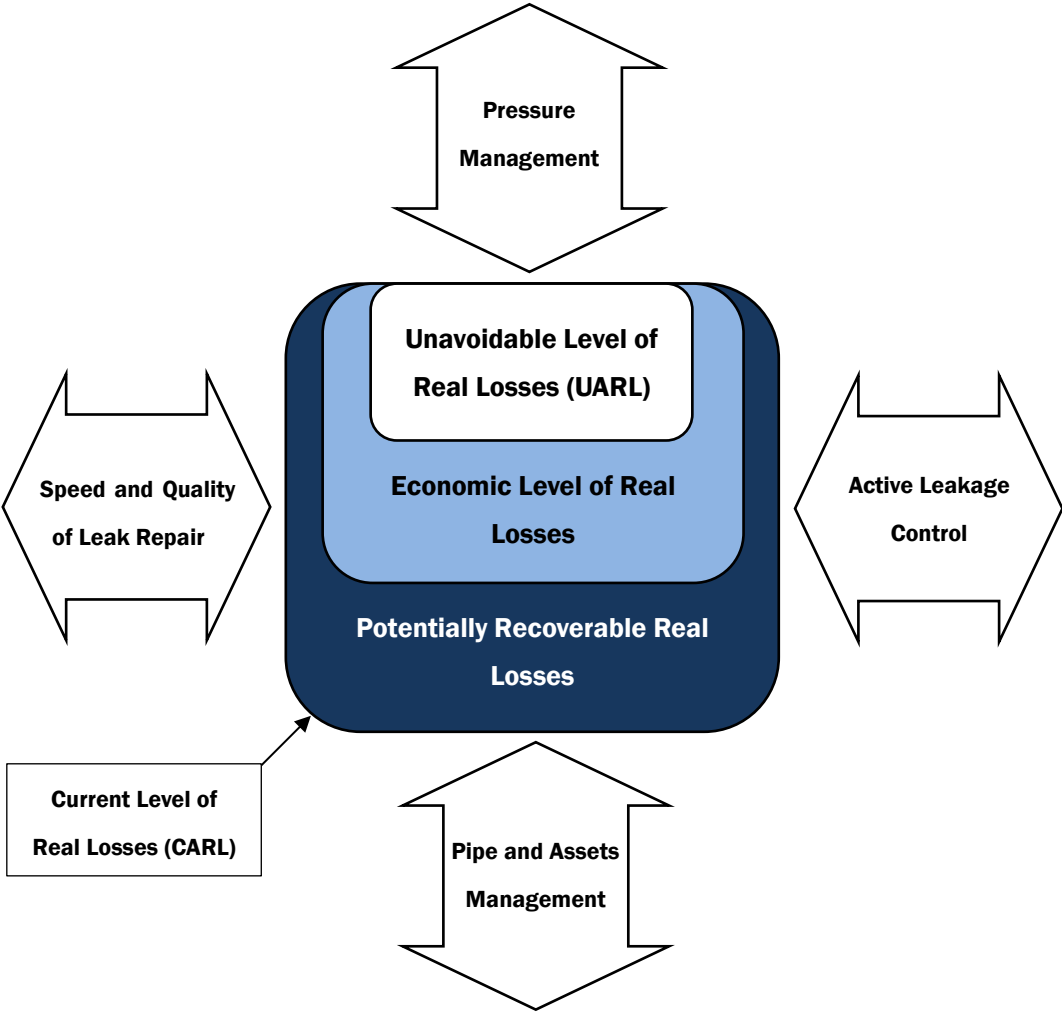 Pressure
Management
Unavoidable Level of
Real Losses (UARL)
Speed and Quality
of Leak Repair
Economic Level of Real
Losses
Active Leakage
Control
Potentially Recoverable Real
Losses
Current Level of
Real Losses (CARL)
Pipe and Assets
Management